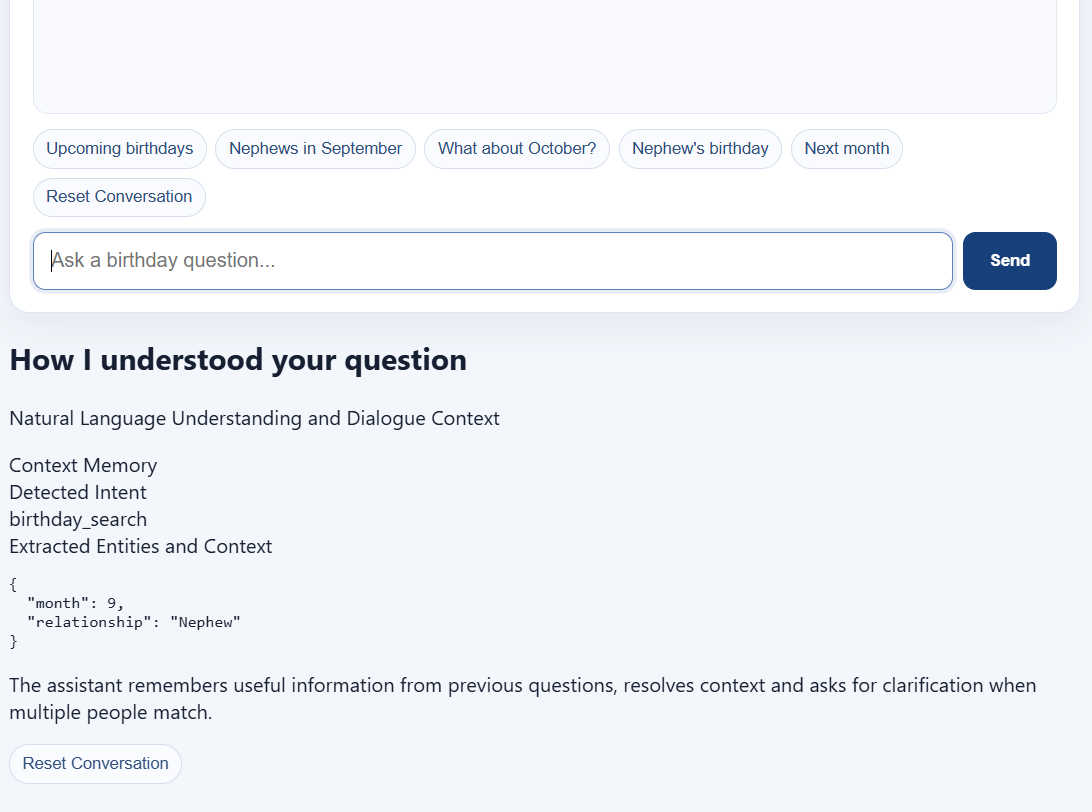 Upcoming birthdays Nephews in September What about October? Nephew's birthday Next month
Reset Conversation
Ask a birthday question... Send
How I understood your question
Natural Language Understanding and Dialogue Context
Context Memory
Detected Intent
birthday_search
Extracted Entities and Context
{
  "month": 9,
  "relationship": "Nephew"
}
The assistant remembers useful information from previous questions, resolves context and asks for clarification when
multiple people match.
Reset Conversation